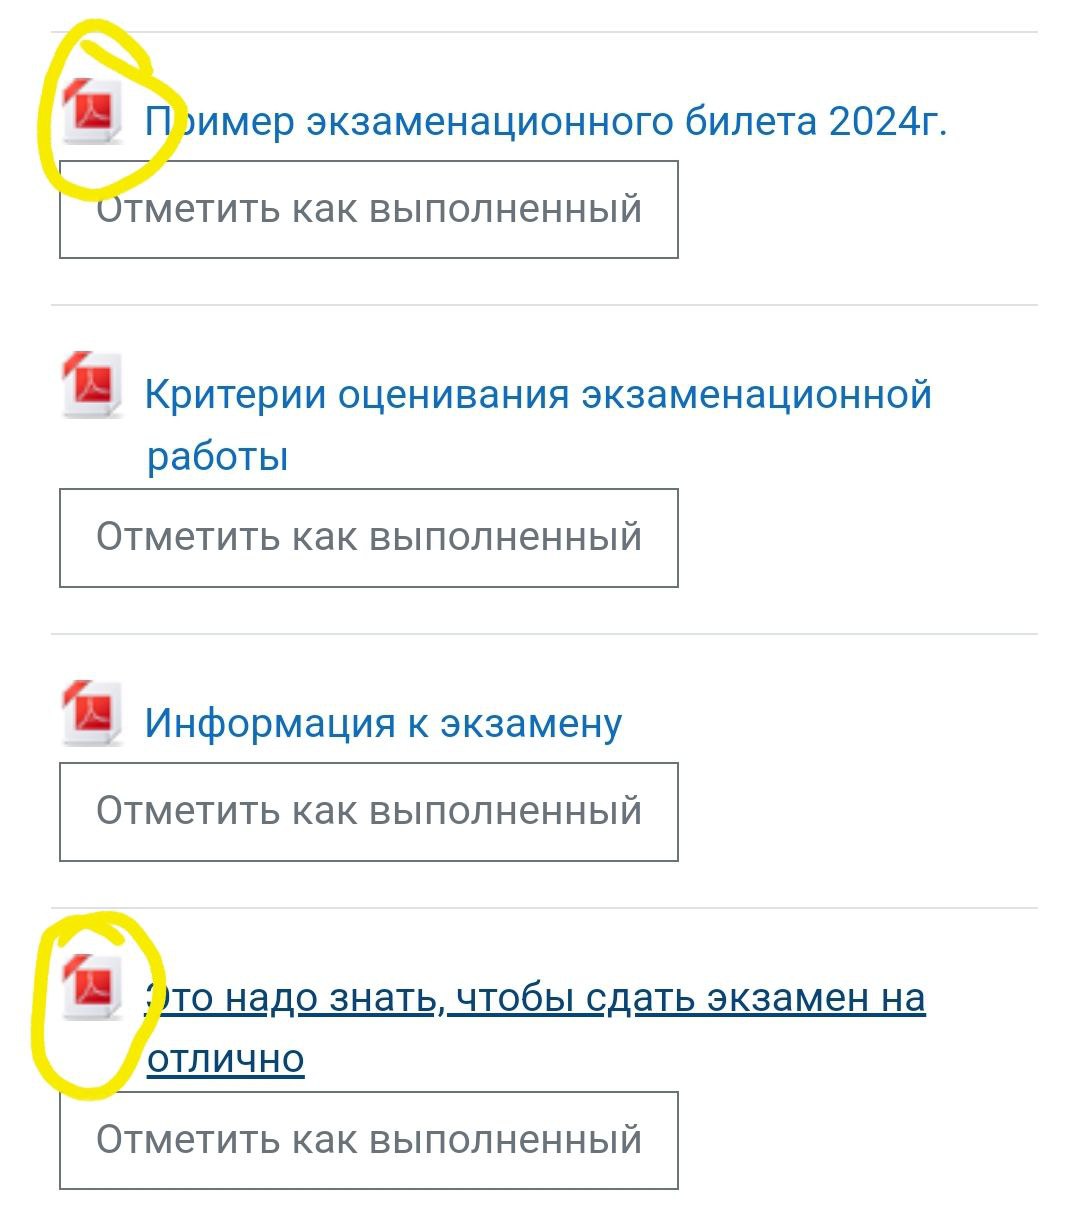 Пример экзаменационного билета 2024г.
Отметить как выполненный
Критерии оценивания экзаменационной
работы
Отметить как выполненный
Информация к экзамену
Отметить как выполненный
Это надо знать, чтобы сдать экзамен на
отлично
Отметить как выполненный